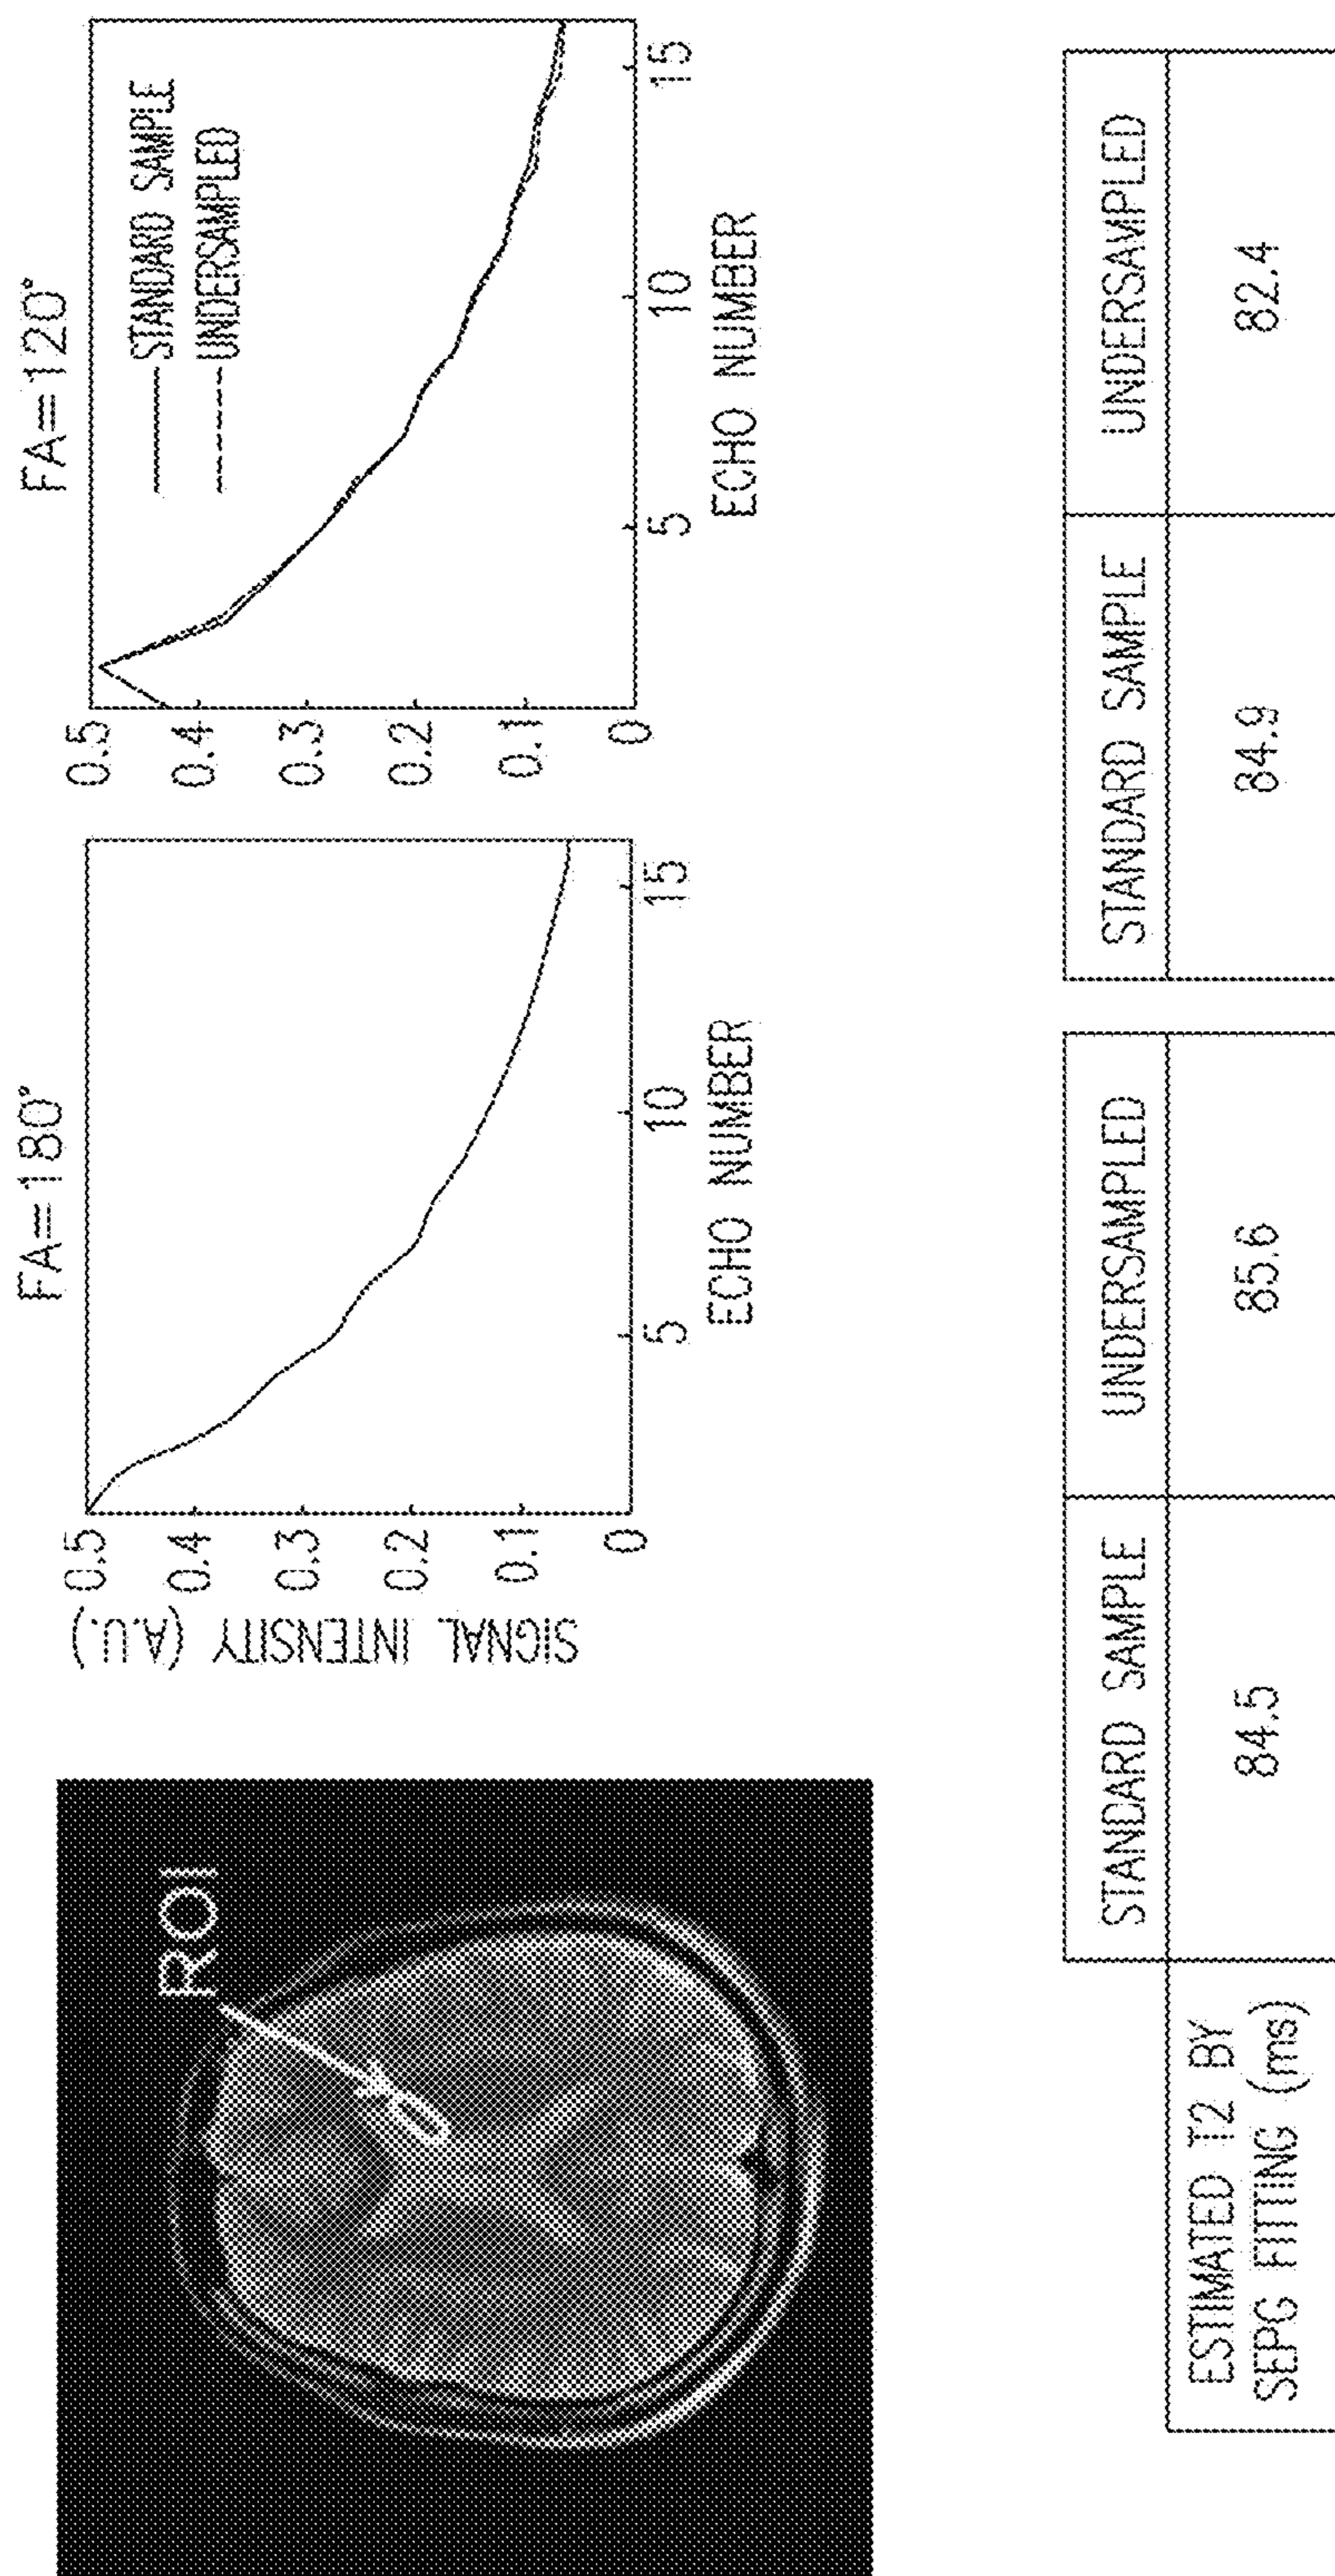 ROI
FA=180°
SIGNAL INTENSITY (A.U.)
0.5
0.4
0.3
0.2
0.1
0
5
10
15
ECHO NUMBER
FA=120°
STANDARD SAMPLE
UNDERSAMPLED
0.5
0.4
0.3
0.2
0.1
0
5
10
15
ECHO NUMBER
STANDARD SAMPLE UNDERSAMPLED STANDARD SAMPLE UNDERSAMPLED
ESTIMATED T2 BY
SEPG FITTING (ms)
84.5 85.6 84.9 82.4